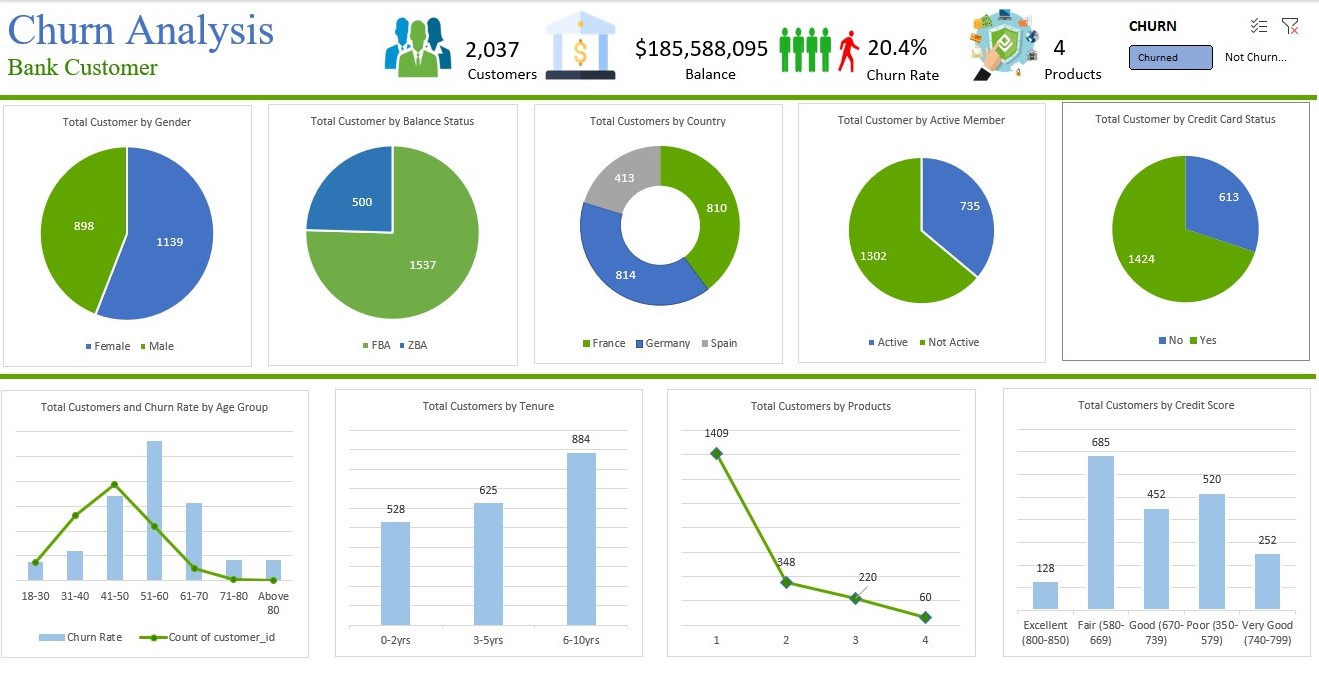 Churn Analysis
Bank Customer
2,037
Customers
$185,588,095
Balance
20.4%
Churn Rate
4
Products
CHURN
Churned
Not Churn...
Total Customer by Gender
898
1139
Female Male
Total Customer by Balance Status
500
1537
FBA ZBA
Total Customers by Country
413
810
814
France Germany Spain
Total Customer by Active Member
735
1302
Active Not Active
Total Customer by Credit Card Status
613
1424
No Yes
Total Customers and Churn Rate by Age Group
18-30 31-40 41-50 51-60 61-70 71-80 Above
80
Churn Rate Count of customer_id
Total Customers by Tenure
884
625
528
0-2yrs 3-5yrs 6-10yrs
Total Customers by Products
1409
348
220
60
1 2 3 4
Total Customers by Credit Score
685
520
452
252
128
Excellent Fair (580- Good (670- Poor (350- Very Good
(800-850) 669) 739) 579) (740-799)